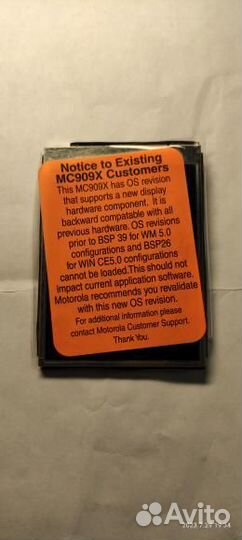 Notice to Existing
MC909X Customers
This MC909X has OS revision
that supports a new display
hardware component. It is
backward compatable with all
previous hardware. OS revisions
prior to BSP 39 for WM 5.0
configurations and BSP26
for WIN CE5.0 configurations
cannot be loaded.This should not
impact current application software.
Motorola recommends you revalidate
with this new OS revision.
For additional information please
contact Motorola Customer Support.
Thank You.
Avito